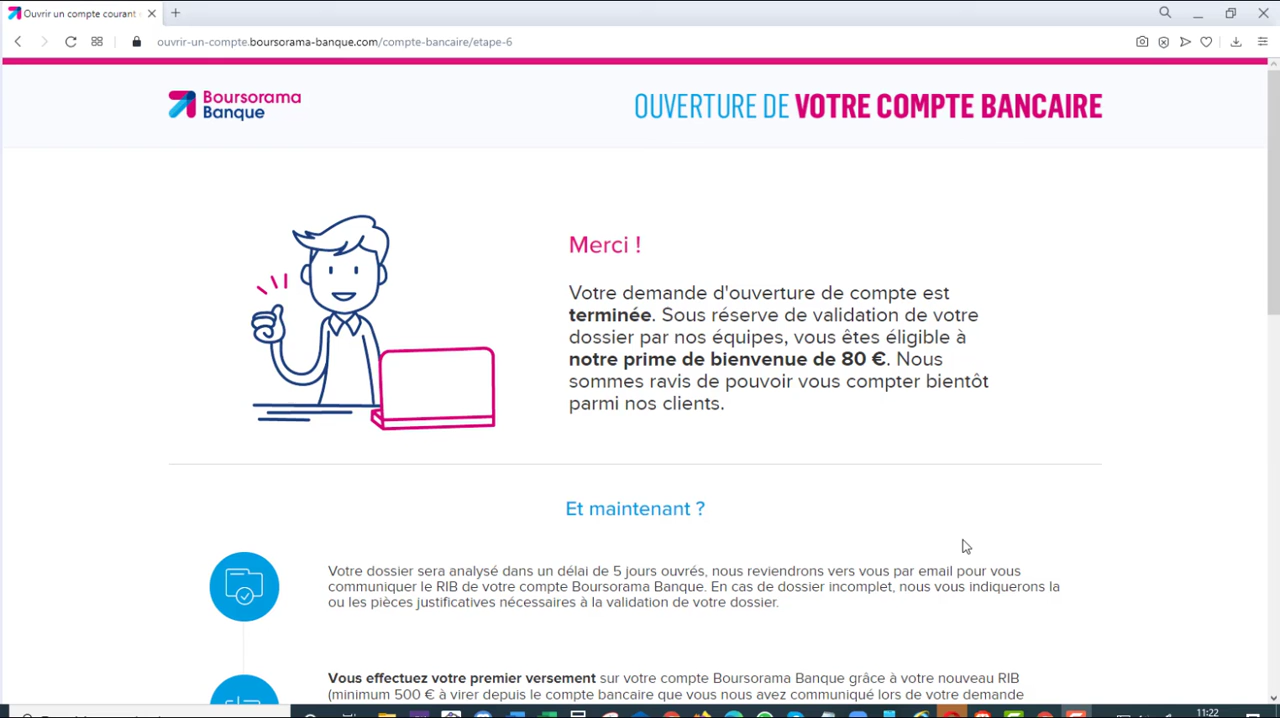 Ouvrir un compte courant
ouvrir-un-compte.boursorama-banque.com/compte-bancaire/etape-6
Boursorama
Banque
OUVERTURE DE VOTRE COMPTE BANCAIRE
Merci !
Votre demande d'ouverture de compte est
terminée. Sous réserve de validation de votre
dossier par nos équipes, vous êtes éligible à
notre prime de bienvenue de 80 €. Nous
sommes ravis de pouvoir vous compter bientôt
parmi nos clients.
Et maintenant ?
Votre dossier sera analysé dans un délai de 5 jours ouvrés, nous reviendrons vers vous par email pour vous
communiquer le RIB de votre compte Boursorama Banque. En cas de dossier incomplet, nous vous indiquerons la
ou les pièces justificatives nécessaires à la validation de votre dossier.
Vous effectuez votre premier versement sur votre compte Boursorama Banque grâce à votre nouveau RIB
(minimum 500 € à virer depuis le compte bancaire que vous nous avez communiqué lors de votre demande
11:22